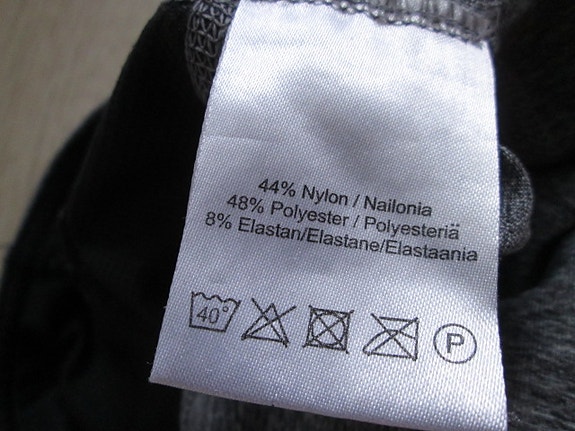 44% Nylon / Nailonia
48% Polyester / Polyesteriä
8% Elastan/Elastane/Elastaania
40° P